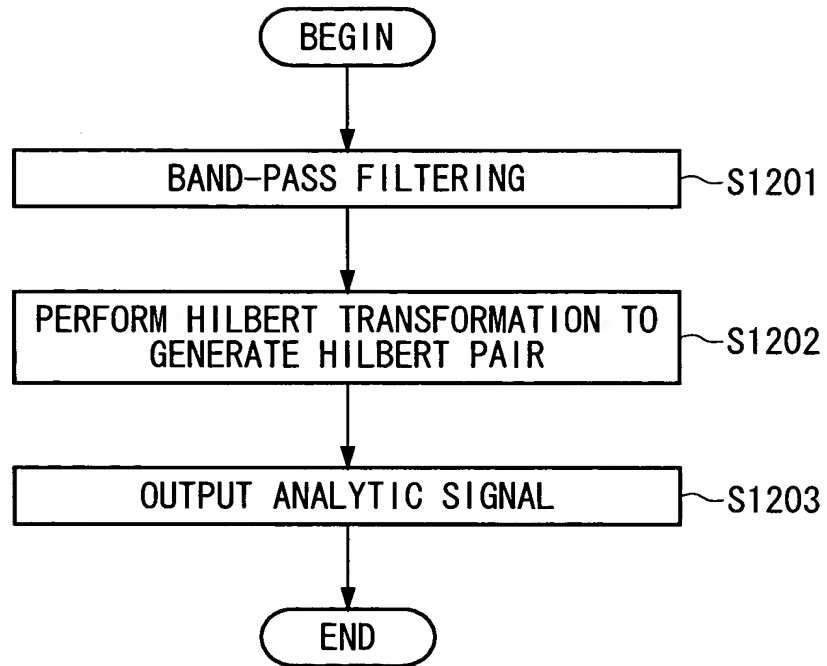 BEGIN
BAND-PASS FILTERING
S1201
PERFORM HILBERT TRANSFORMATION TO
GENERATE HILBERT PAIR
S1202
OUTPUT ANALYTIC SIGNAL
S1203
END